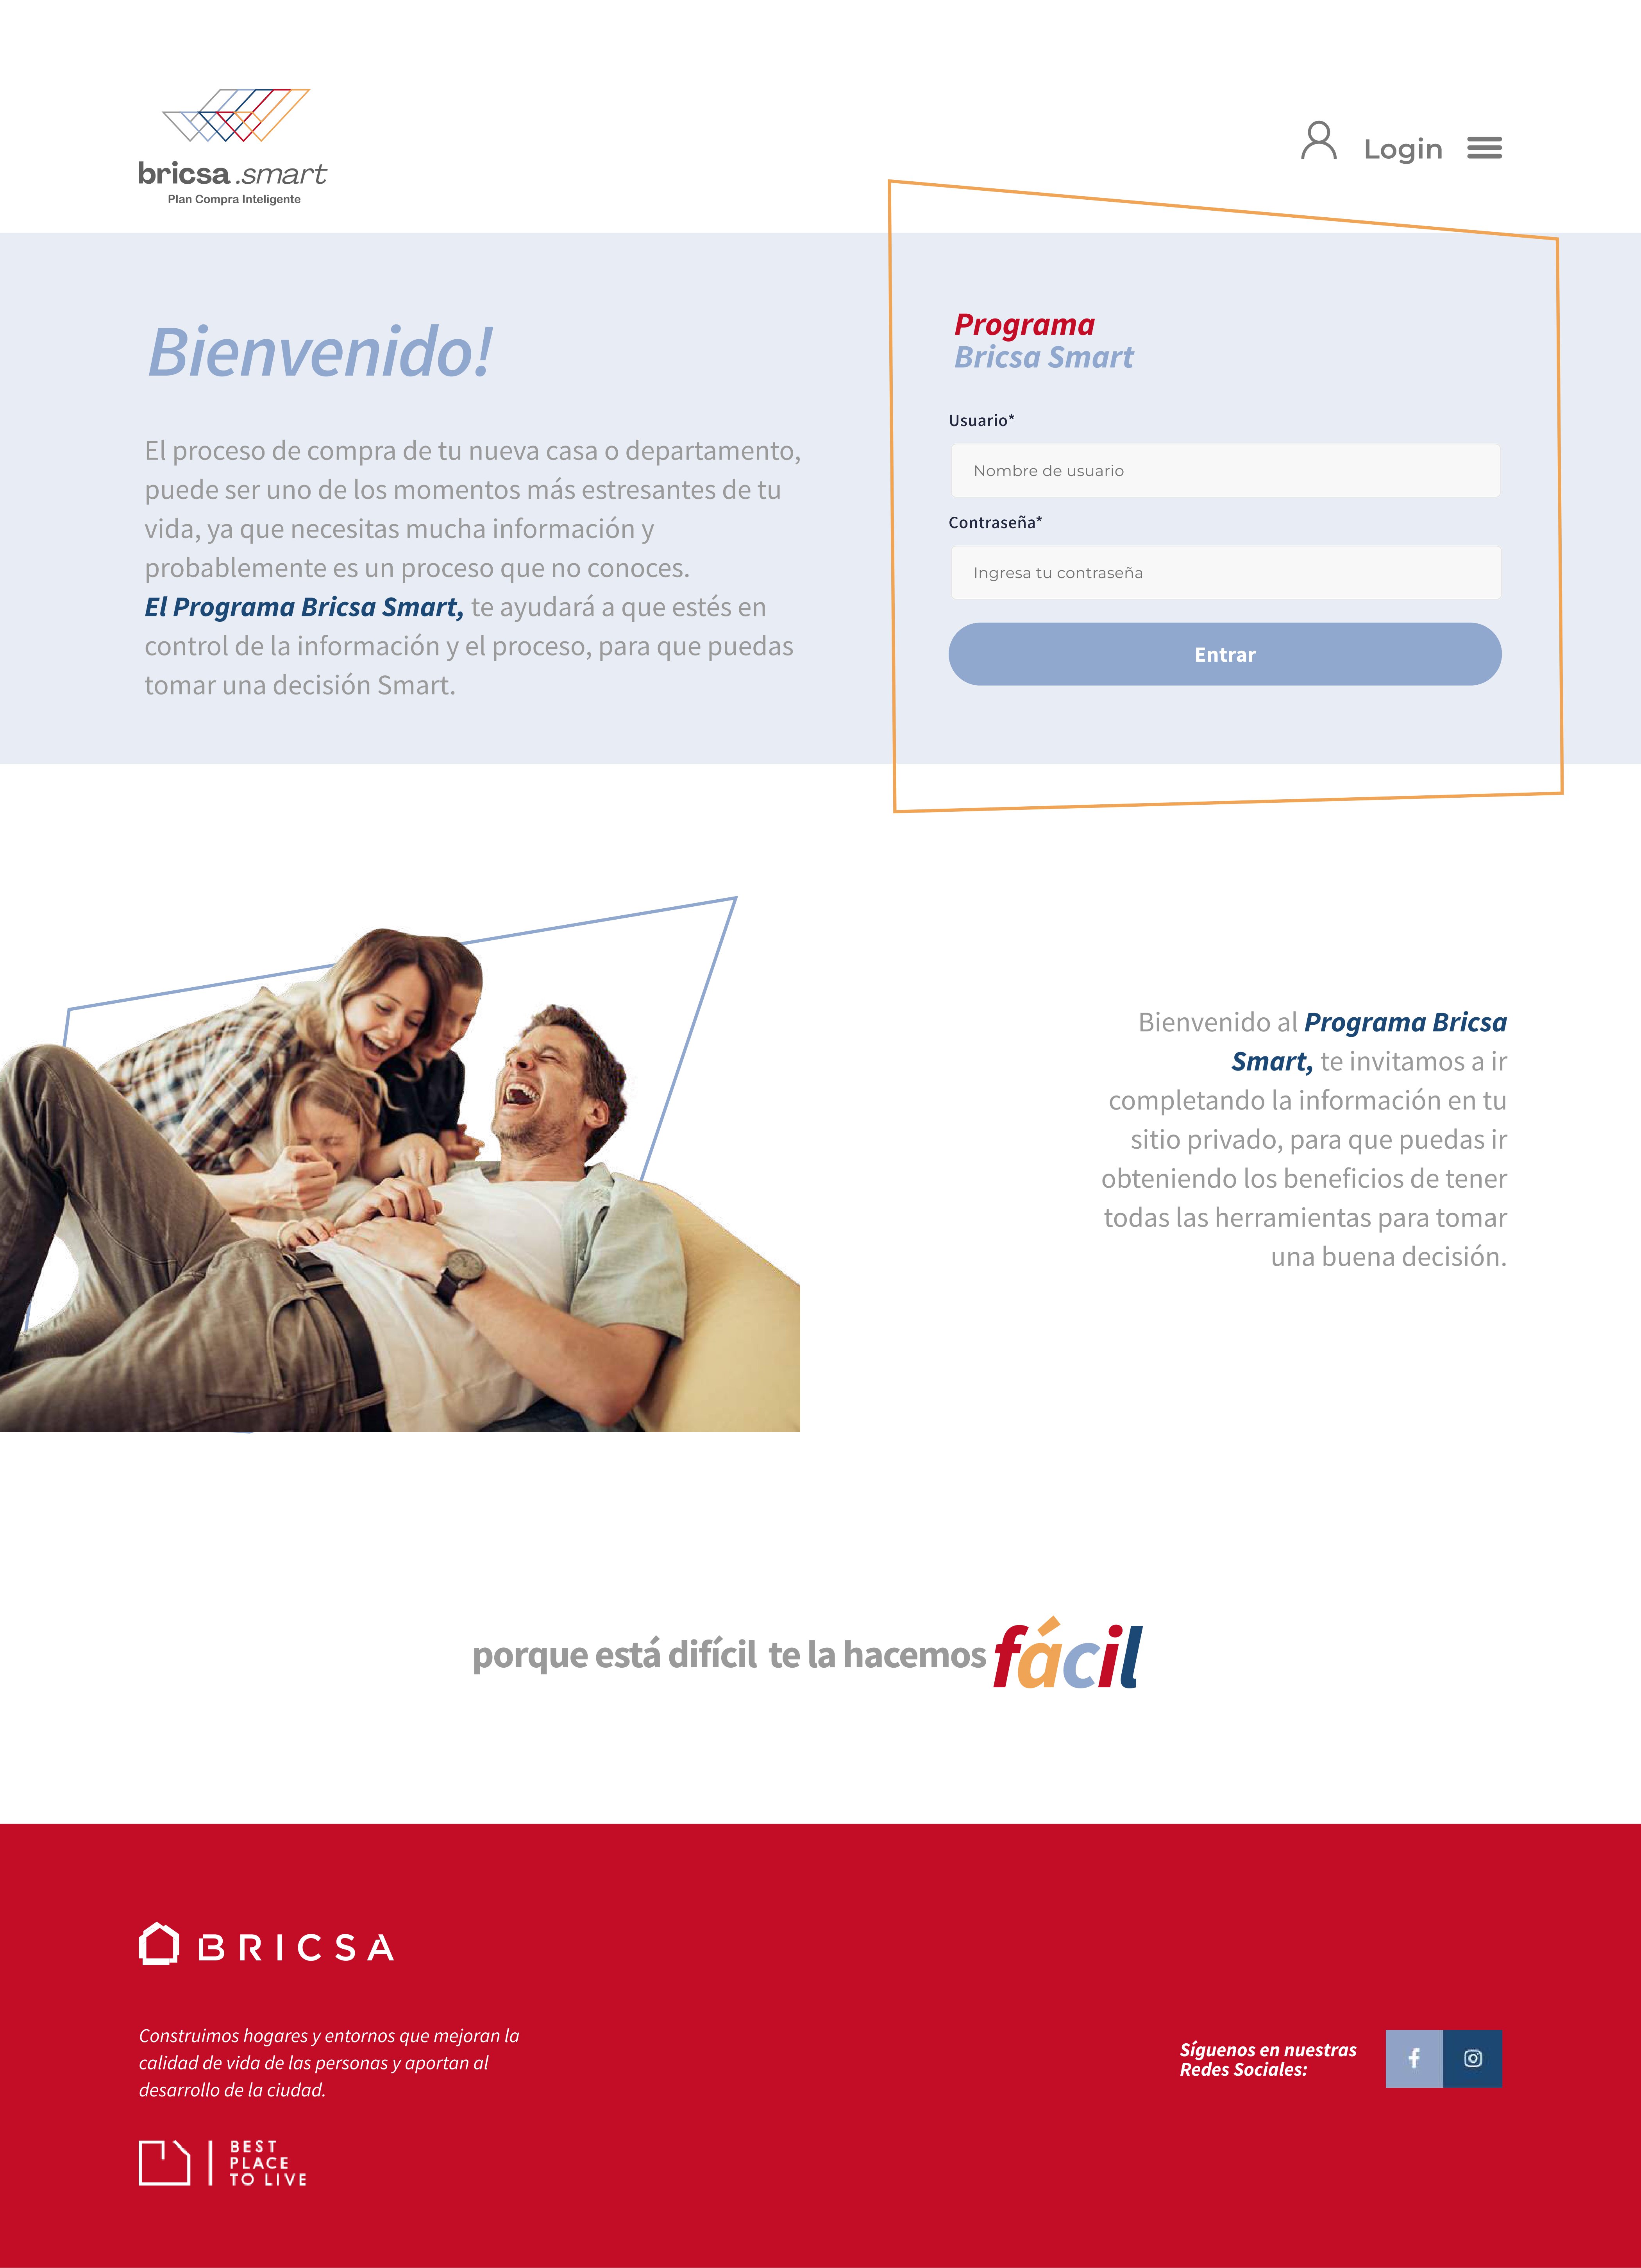 bricsa .smart
Plan Compra Inteligente
Login
Bienvenido!
El proceso de compra de tu nueva casa o departamento,
puede ser uno de los momentos más estresantes de tu
vida, ya que necesitas mucha información y
probablemente es un proceso que no conoces.
El Programa Bricsa Smart, te ayudará a que estés en
control de la información y el proceso, para que puedas
tomar una decisión Smart.
Programa
Bricsa Smart
Usuario*
Nombre de usuario
Contraseña*
Ingresa tu contraseña
Entrar
Bienvenido al Programa Bricsa
Smart, te invitamos a ir
completando la información en tu
sitio privado, para que puedas ir
obteniendo los beneficios de tener
todas las herramientas para tomar
una buena decisión.
porque está difícil te la hacemos fácil
BRICSA
Construimos hogares y entornos que mejoran la
calidad de vida de las personas y aportan al
desarrollo de la ciudad.
BEST
PLACE
TO LIVE
Síguenos en nuestras
Redes Sociales: